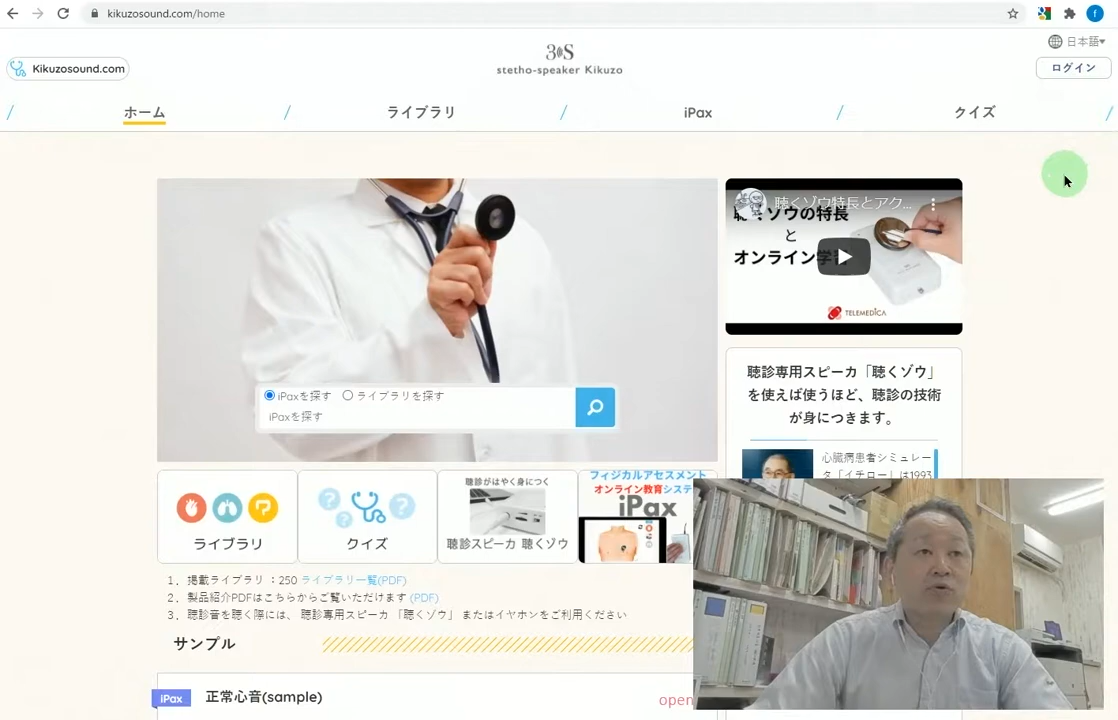 kikuzosound.com/home
f
日本語▾
Kikuzosound.com
3S
stetho-speaker Kikuzo
ログイン
ホーム
ライブラリ
iPax
クイズ
聴くゾウ特長とアク...
聴くゾウの特長
と
オンライン学
TELEMEDICA
iPaxを探す
ライブラリを探す
iPaxを探す
聴診専用スピーカ「聴くゾウ」
を使えば使うほど、聴診の技術
が身につきます。
心臓病患者シミュレー
タ「イチロー」は1993
ライブラリ
クイズ
聴診がはやく身につく
聴診スピーカ 聴くゾウ
フィジカルアセスメント
オンライン教育システ
iPax
1. 掲載ライブラリ ：250 ライブラリ一覧(PDF)
2. 製品紹介PDFはこちらからご覧いただけます (PDF)
3. 聴診音を聴く際には、 聴診専用スピーカ 「聴くゾウ」 またはイヤホンをご利用ください
サンプル
iPax
正常心音(sample)
open